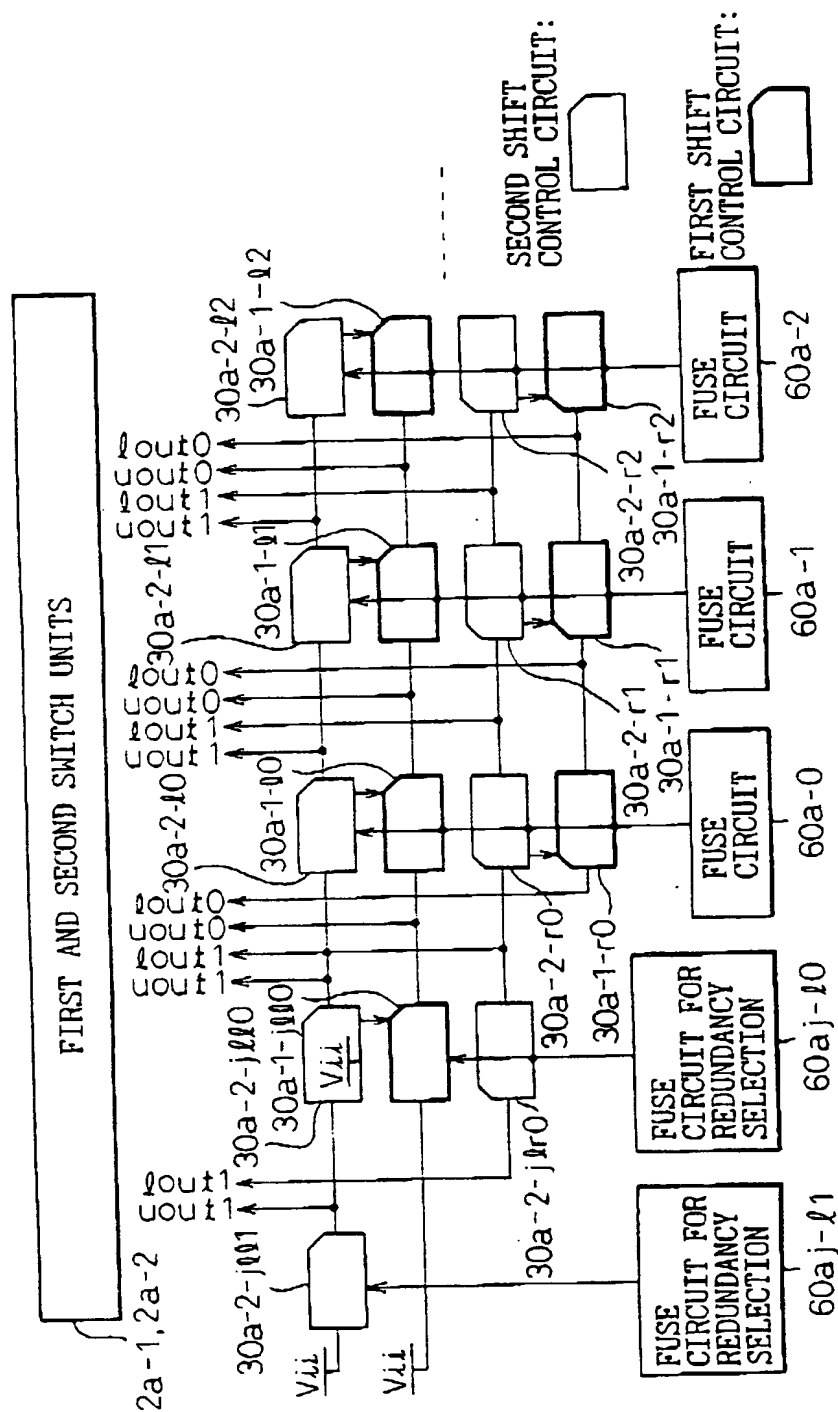 FIRST AND SECOND SWITCH UNITS
2a-1, 2a-2
uout1
ℓout1
uout1
ℓout1
uout0
ℓout0
uout1
ℓout1
uout0
ℓout0
uout1
ℓout1
uout0
ℓout0
30a-2-jℓℓ1
30a-2-jℓℓ0
30a-1-jℓℓ0
30a-2-ℓ0
30a-1-ℓ0
30a-2-ℓ1
30a-1-ℓ1
30a-2-ℓ2
30a-1-ℓ2
Vii
Vii
Vii
30a-2-jℓr0
30a-2-r0
30a-1-r0
30a-2-r1
30a-1-r1
30a-2-r2
30a-1-r2
SECOND SHIFT
CONTROL CIRCUIT:
FIRST SHIFT
CONTROL CIRCUIT:
FUSE
CIRCUIT FOR
REDUNDANCY
SELECTION
60aj-ℓ1
FUSE
CIRCUIT FOR
REDUNDANCY
SELECTION
60aj-ℓ0
FUSE
CIRCUIT
60a-0
FUSE
CIRCUIT
60a-1
FUSE
CIRCUIT
60a-2